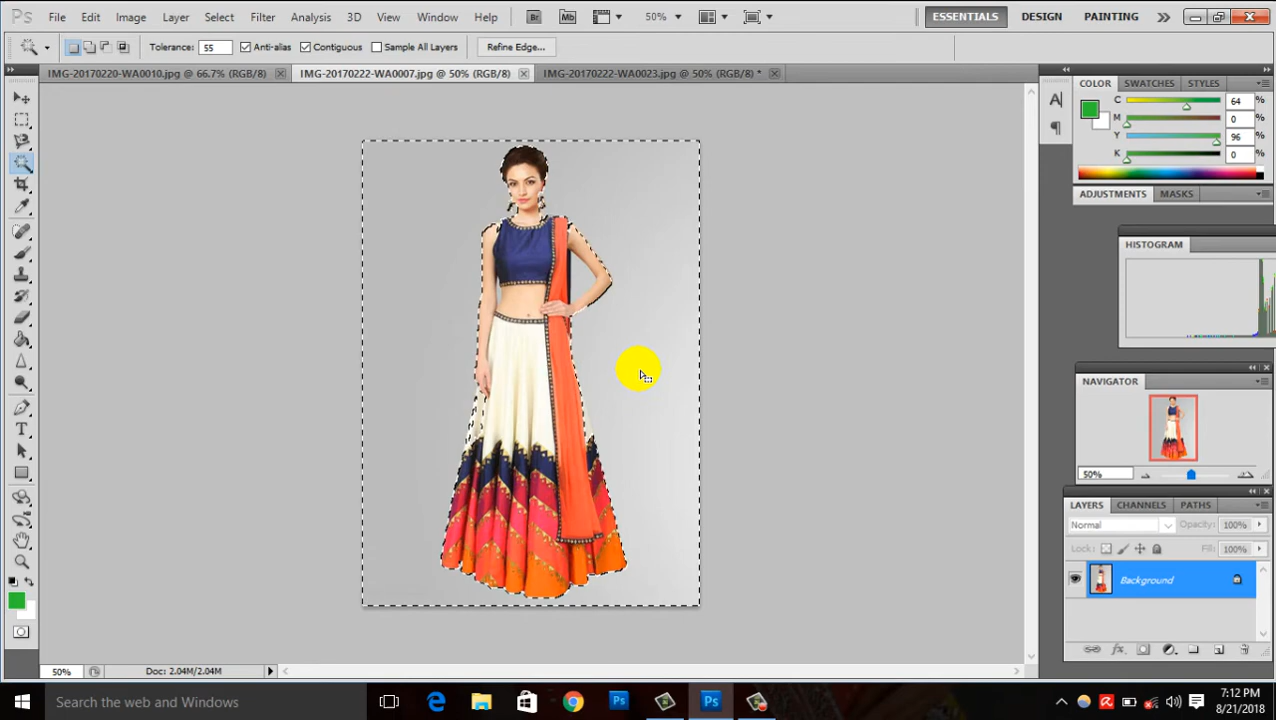 Ps File Edit Image Layer Select Filter Analysis 3D View Window Help Br Mb 50% ESSENTIALS DESIGN PAINTING
Tolerance: 55 Anti-alias Contiguous Sample All Layers Refine Edge...
IMG-20170220-WA0010.jpg @ 66.7% (RGB/8) IMG-20170222-WA0007.jpg @ 50% (RGB/8) IMG-20170222-WA0023.jpg @ 50% (RGB/8) *
COLOR SWATCHES STYLES
C 64 %
M 0 %
Y 96 %
K 0 %
ADJUSTMENTS MASKS
HISTOGRAM
NAVIGATOR
50%
LAYERS CHANNELS PATHS
Normal Opacity: 100%
Lock: Fill: 100%
Background
50% Doc: 2.04M/2.04M
Search the web and Windows
7:12 PM
8/21/2018